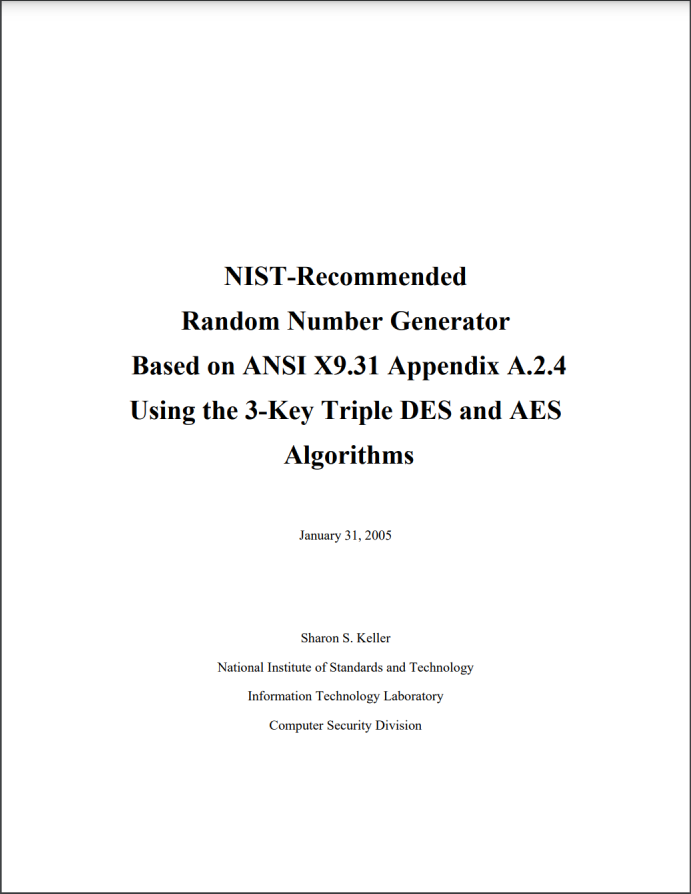 NIST-Recommended
Random Number Generator
Based on ANSI X9.31 Appendix A.2.4
Using the 3-Key Triple DES and AES
Algorithms
January 31, 2005
Sharon S. Keller
National Institute of Standards and Technology
Information Technology Laboratory
Computer Security Division